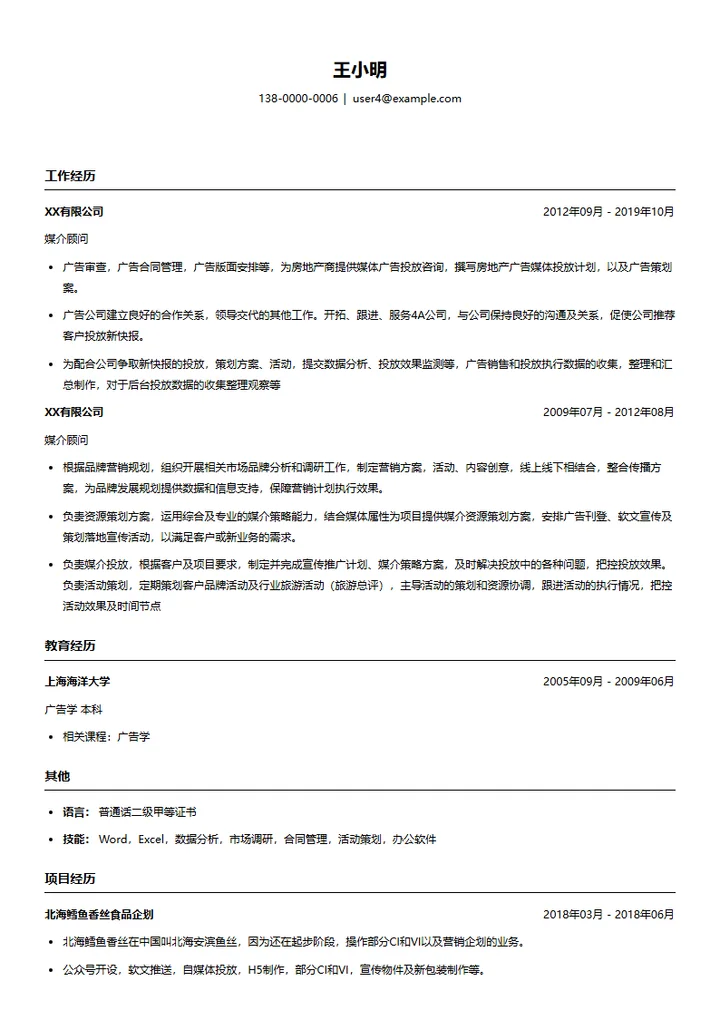 王小明
138-0000-0006 | user4@example.com
工作经历
XX有限公司 2012年09月 - 2019年10月
媒介顾问
• 广告审查，广告合同管理，广告版面安排等，为房地产商提供媒体广告投放咨询，撰写房地产广告媒体投放计划，以及广告策划
案。
• 广告公司建立良好的合作关系，领导交代的其他工作。开拓、跟进、服务4A公司，与公司保持良好的沟通及关系，促使公司推荐
客户投放新快报。
• 为配合公司争取新快报的投放，策划方案、活动，提交数据分析、投放效果监测等，广告销售和投放执行数据的收集，整理和汇
总制作，对于后台投放数据的收集整理观察等
XX有限公司 2009年07月 - 2012年08月
媒介顾问
• 根据品牌营销规划，组织开展相关市场品牌分析和调研工作，制定营销方案，活动、内容创意，线上线下相结合，整合传播方
案，为品牌发展规划提供数据和信息支持，保障营销计划执行效果。
• 负责资源策划方案，运用综合及专业的媒介策略能力，结合媒体属性为项目提供媒介资源策划方案，安排广告刊登、软文宣传及
策划落地宣传活动，以满足客户或新业务的需求。
• 负责媒介投放，根据客户及项目要求，制定并完成宣传推广计划、媒介策略方案，及时解决投放中的各种问题，把控投放效果。
负责活动策划，定期策划客户品牌活动及行业旅游活动（旅游总评），主导活动的策划和资源协调，跟进活动的执行情况，把控
活动效果及时间节点
教育经历
上海海洋大学 2005年09月 - 2009年06月
广告学 本科
• 相关课程：广告学
其他
• 语言： 普通话二级甲等证书
• 技能： Word，Excel，数据分析，市场调研，合同管理，活动策划，办公软件
项目经历
北海鳕鱼香丝食品企划 2018年03月 - 2018年06月
• 北海鳕鱼香丝在中国叫北海安滨鱼丝，因为还在起步阶段，操作部分CI和VI以及营销企划的业务。
• 公众号开设，软文推送，自媒体投放，H5制作，部分CI和VI，宣传物件及新包装制作等。